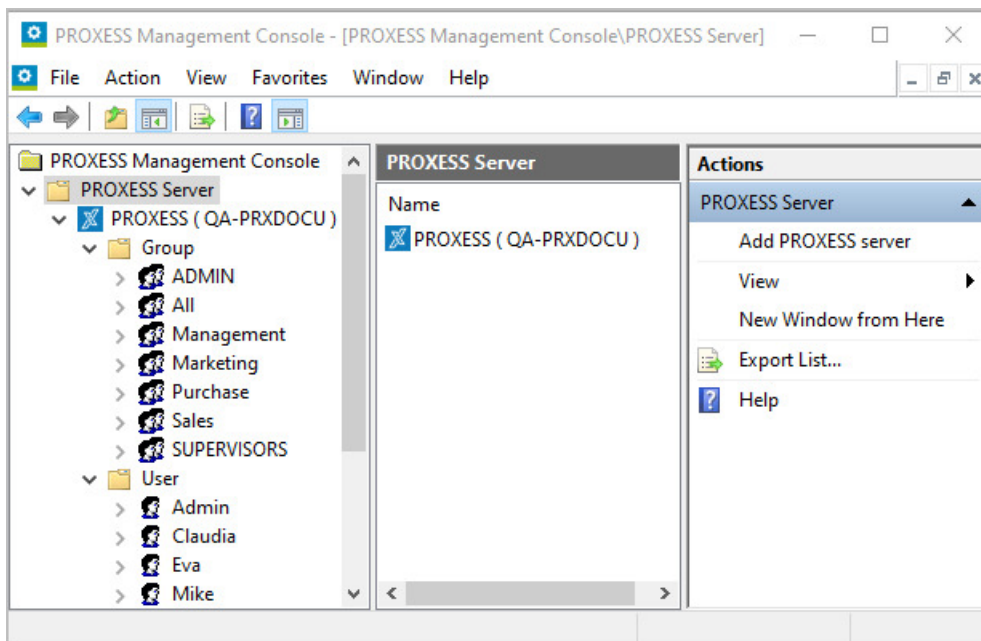 PROXESS Management Console - [PROXESS Management Console\PROXESS Server]
File Action View Favorites Window Help
PROXESS Management Console
PROXESS Server
PROXESS ( QA-PRXDOCU )
Group
ADMIN
All
Management
Marketing
Purchase
Sales
SUPERVISORS
User
Admin
Claudia
Eva
Mike
PROXESS Server
Name
PROXESS ( QA-PRXDOCU )
Actions
PROXESS Server
Add PROXESS server
View
New Window from Here
Export List...
Help